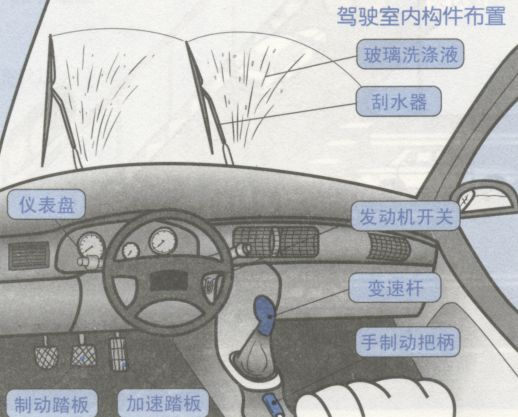 驾驶室内构件布置
玻璃洗涤液
刮水器
仪表盘
发动机开关
变速杆
手制动把柄
制动踏板
加速踏板